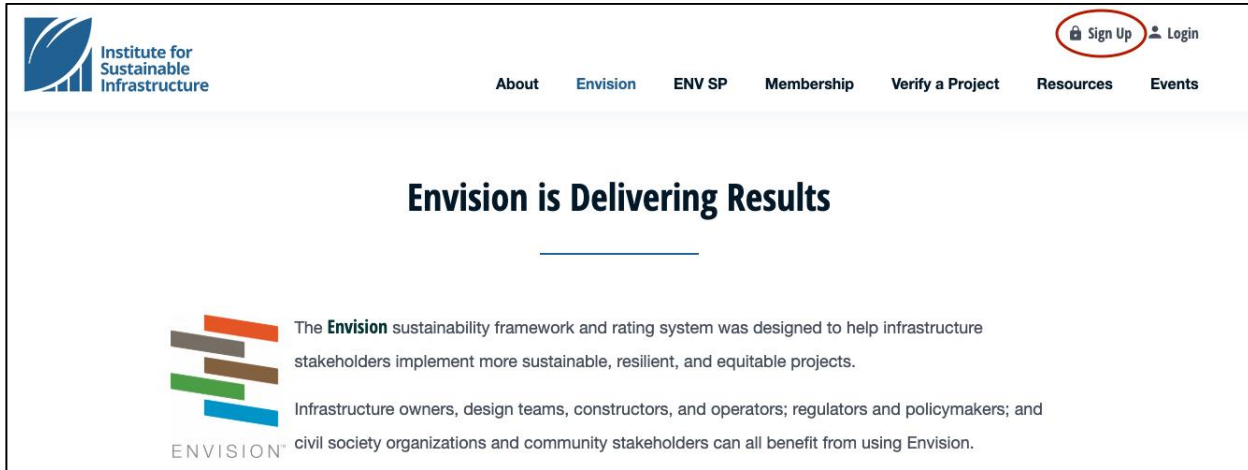 Sign Up Login
Institute for
Sustainable
Infrastructure
About Envision ENV SP Membership Verify a Project Resources Events
Envision is Delivering Results
The Envision sustainability framework and rating system was designed to help infrastructure
stakeholders implement more sustainable, resilient, and equitable projects.
Infrastructure owners, design teams, constructors, and operators; regulators and policymakers; and
civil society organizations and community stakeholders can all benefit from using Envision.
ENVISION™